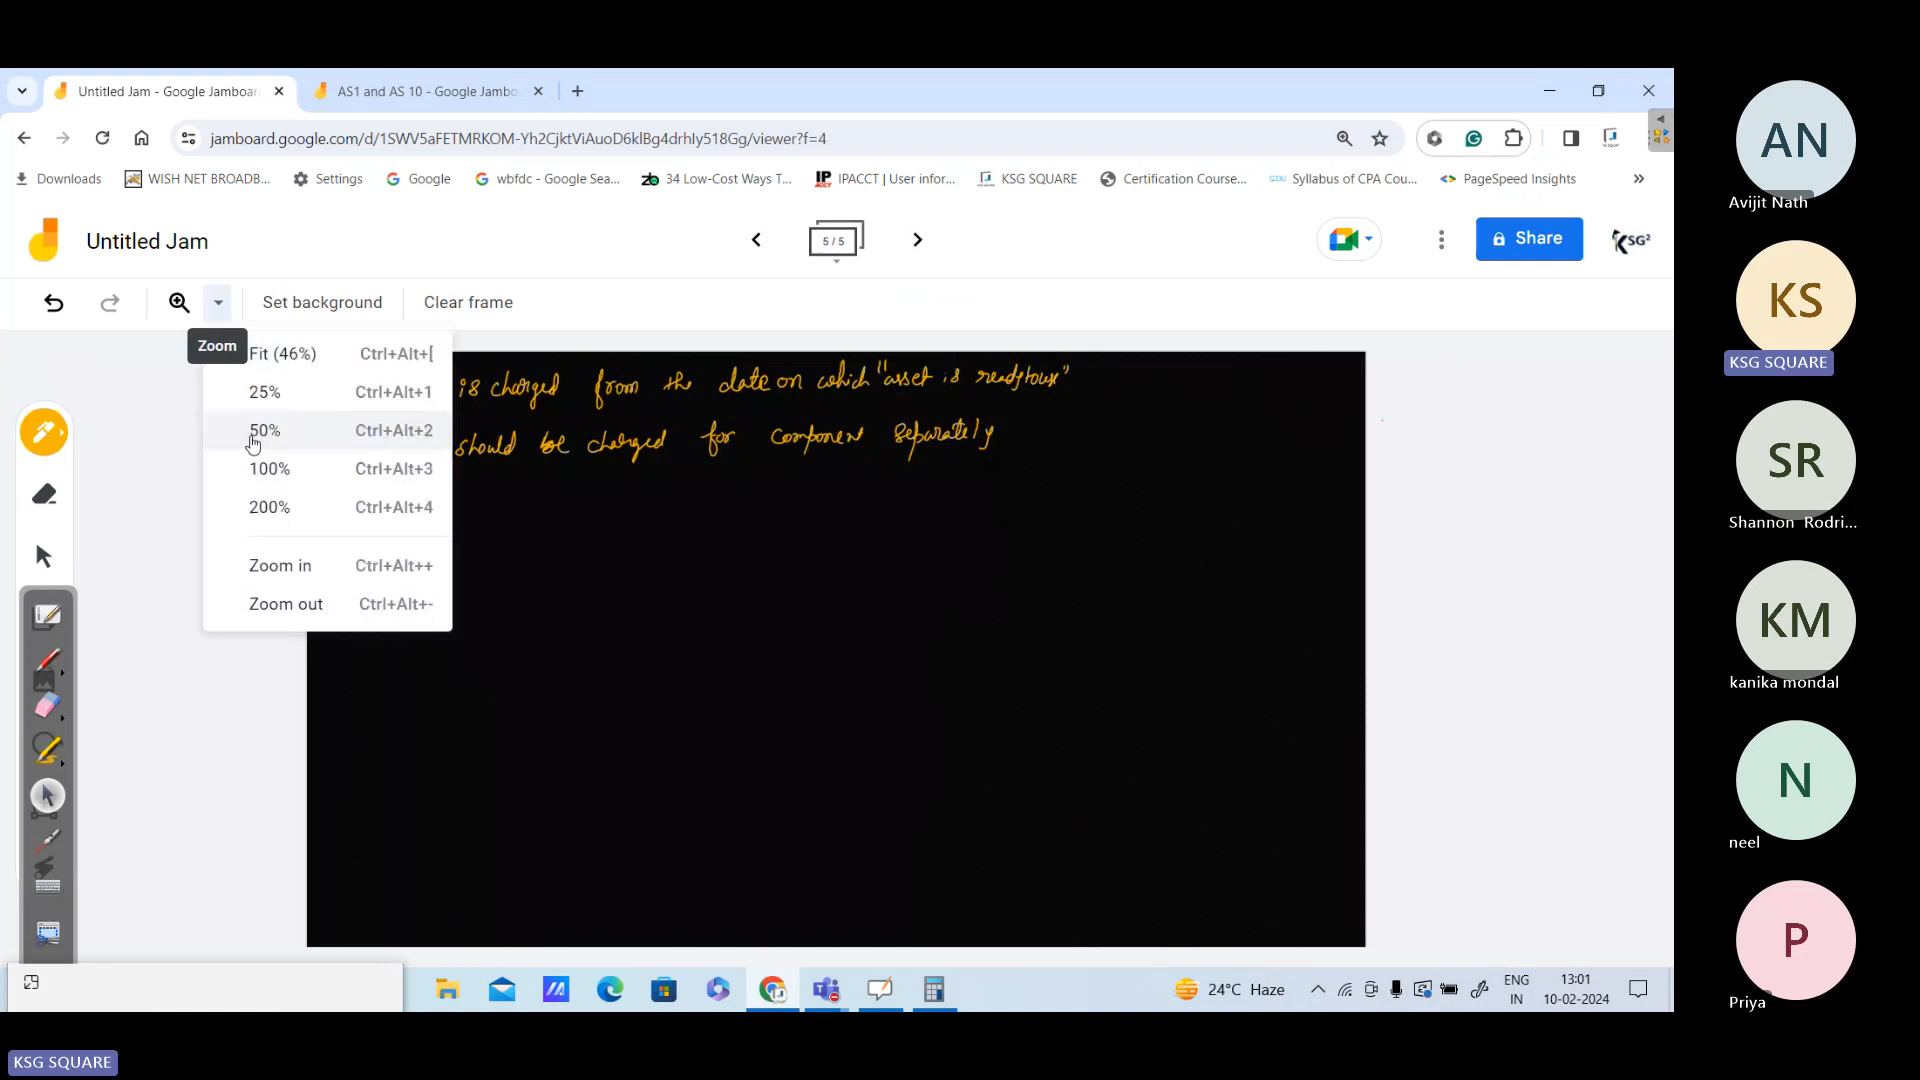 Untitled Jam - Google Jamboar
AS1 and AS 10 - Google Jambo
jamboard.google.com/d/1SWV5aFETMRKOM-Yh2CjktViAuoD6klBg4drhly518Gg/viewer?f=4
Downloads
WISH NET BROADB...
Settings
Google
wbfdc - Google Sea...
34 Low-Cost Ways T...
IPACCT | User infor...
KSG SQUARE
Certification Course...
Syllabus of CPA Cou...
PageSpeed Insights
Untitled Jam
5 / 5
Share
KSG²
Set background
Clear frame
Zoom
Fit (46%) Ctrl+Alt+[
25% Ctrl+Alt+1
50% Ctrl+Alt+2
100% Ctrl+Alt+3
200% Ctrl+Alt+4
Zoom in Ctrl+Alt++
Zoom out Ctrl+Alt+-
is charged from the date on which "asset is ready to use"
should be charged for component separately
24°C Haze
ENG
IN
13:01
10-02-2024
AN
Avijit Nath
KS
KSG SQUARE
SR
Shannon Rodri...
KM
kanika mondal
N
neel
P
Priya
KSG SQUARE